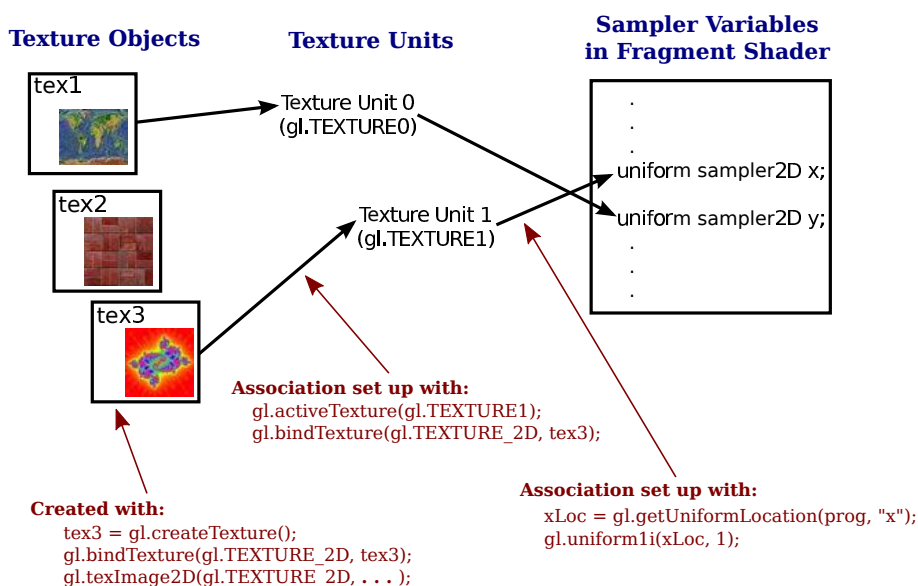 Texture Objects
Texture Units
Sampler Variables
in Fragment Shader
tex1
Texture Unit 0
(gl.TEXTURE0)
.
.
.
uniform sampler2D x;
tex2
Texture Unit 1
(gl.TEXTURE1)
uniform sampler2D y;
.
.
.
tex3
Association set up with:
gl.activeTexture(gl.TEXTURE1);
gl.bindTexture(gl.TEXTURE_2D, tex3);
Created with:
tex3 = gl.createTexture();
gl.bindTexture(gl.TEXTURE_2D, tex3);
gl.texImage2D(gl.TEXTURE_2D, . . . );
Association set up with:
xLoc = gl.getUniformLocation(prog, "x");
gl.uniform1i(xLoc, 1);